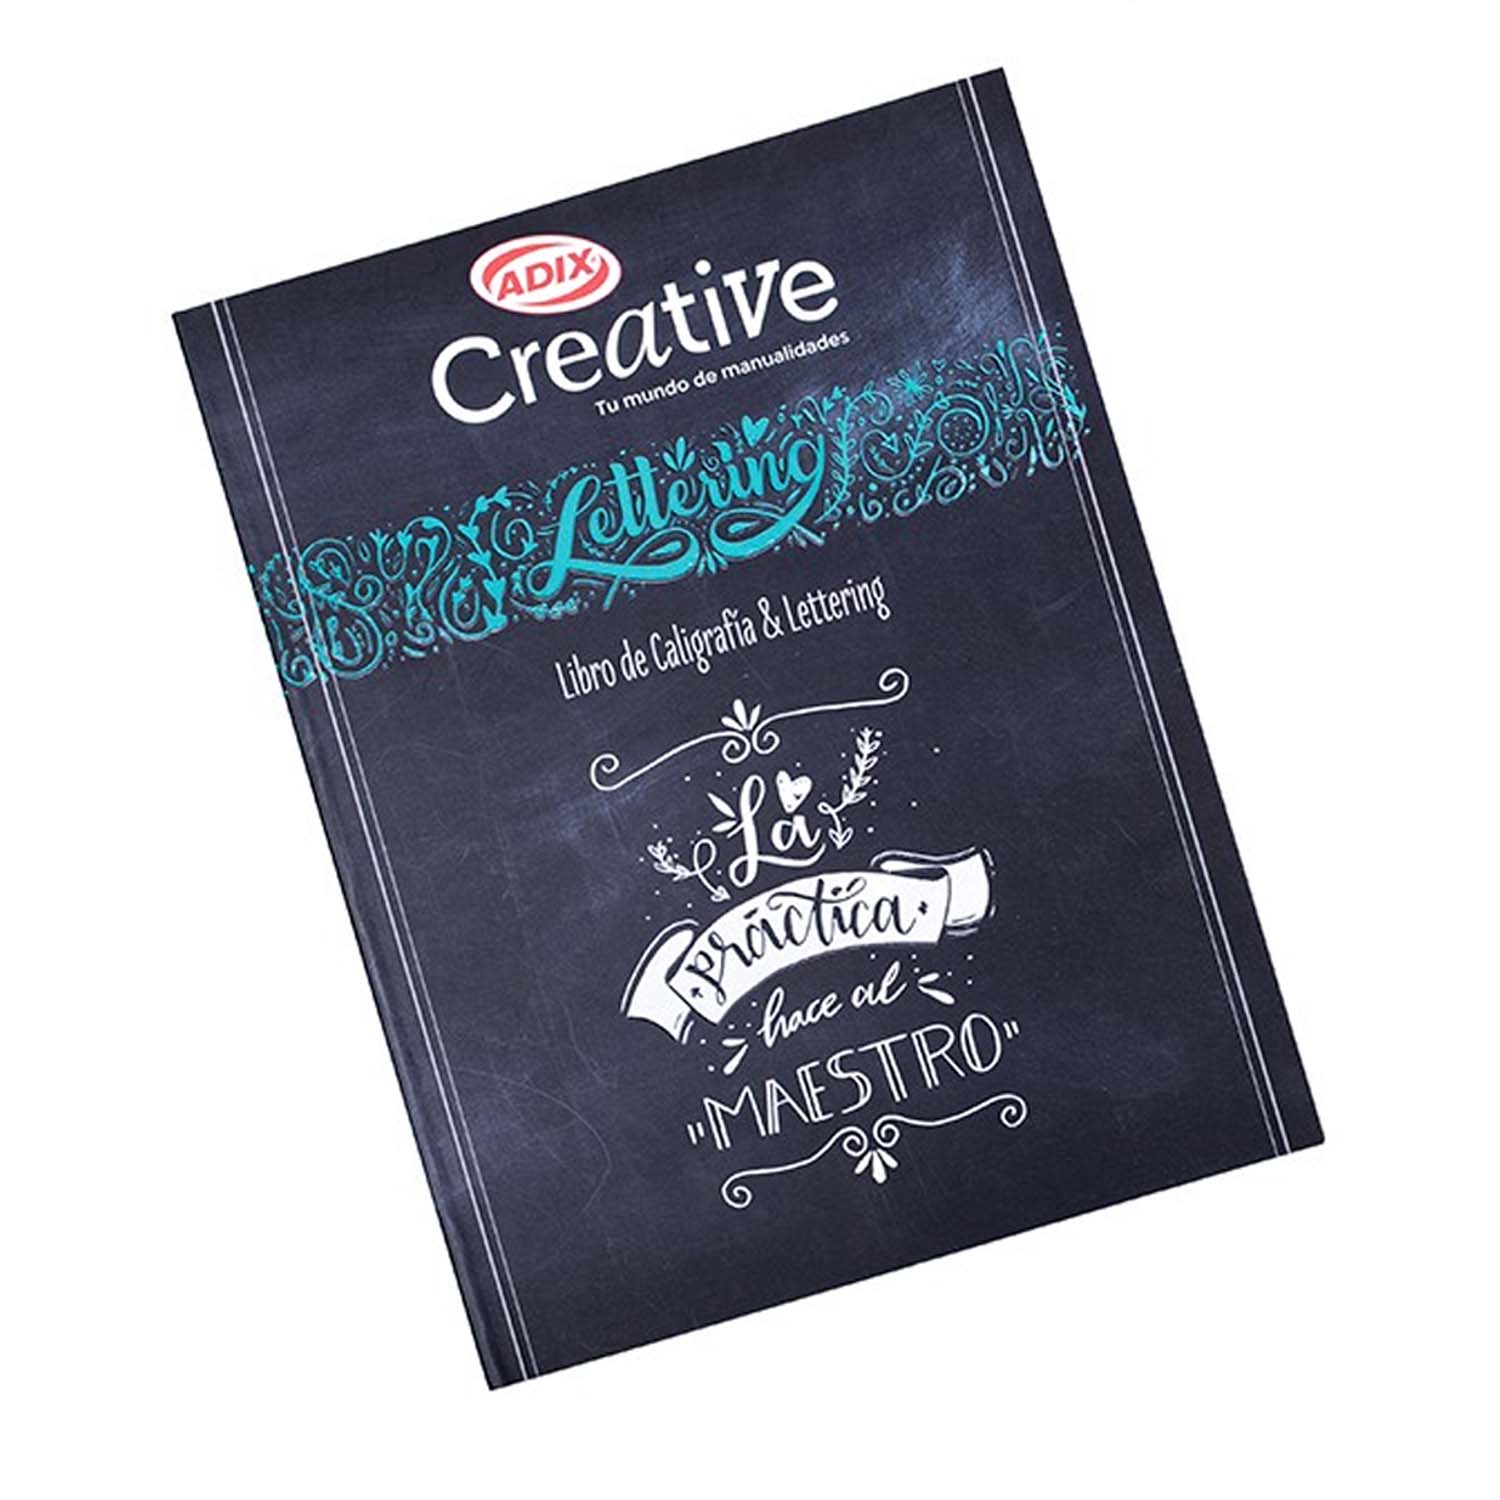 ADIX
Creative
Tu mundo de manualidades
Lettering
Libro de Caligrafía & Lettering
La
práctica
hace al
"MAESTRO"